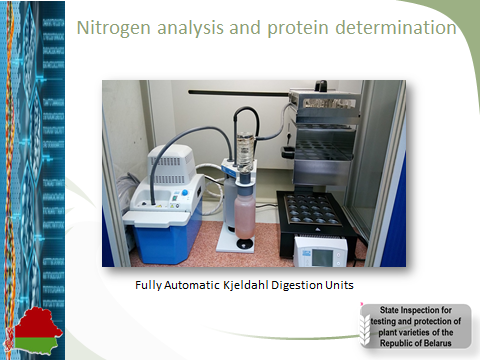 Nitrogen analysis and protein determination
Fully Automatic Kjeldahl Digestion Units
State Inspection for
testing and protection of
plant varieties of the
Republic of Belarus